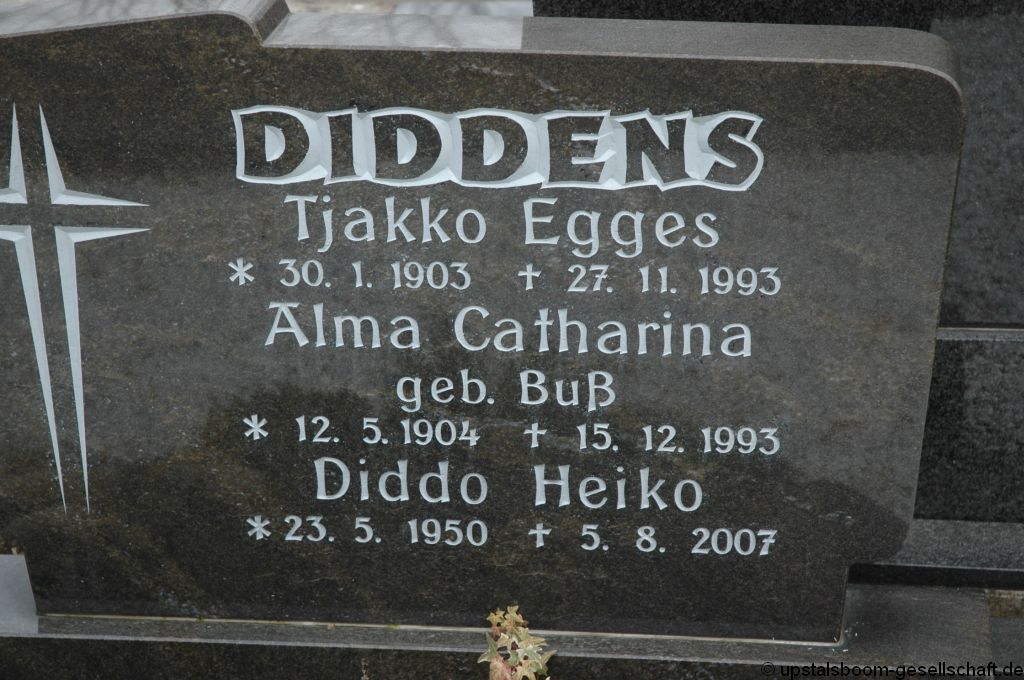 DIDDENS
Tjakko Egges
* 30. 1. 1903 + 27. 11. 1993
Alma Catharina
geb. Buß
* 12. 5. 1904 + 15. 12. 1993
Diddo Heiko
* 23. 5. 1950 + 5. 8. 2007
© upstalsboom-gesellschaft.de